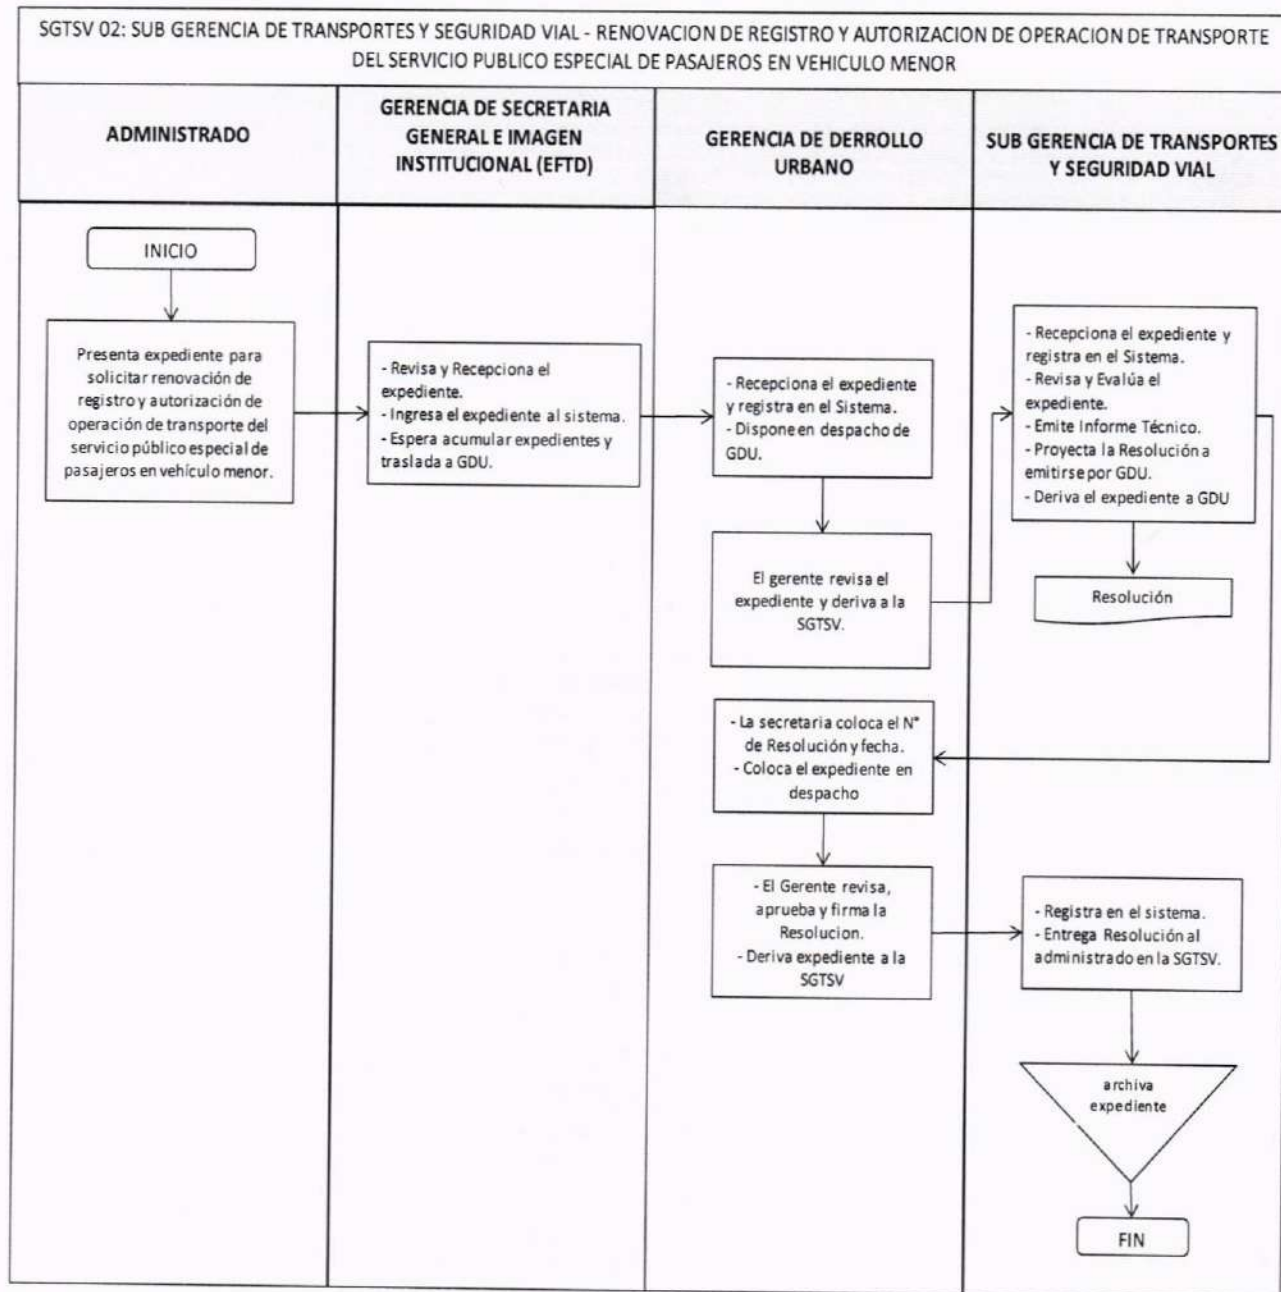 SGTSV 02: SUB GERENCIA DE TRANSPORTES Y SEGURIDAD VIAL - RENOVACION DE REGISTRO Y AUTORIZACION DE OPERACION DE TRANSPORTE
DEL SERVICIO PUBLICO ESPECIAL DE PASAJEROS EN VEHICULO MENOR
ADMINISTRADO
GERENCIA DE SECRETARIA
GENERAL E IMAGEN
INSTITUCIONAL (EFTD)
GERENCIA DE DERROLLO
URBANO
SUB GERENCIA DE TRANSPORTES
Y SEGURIDAD VIAL
INICIO
Presenta expediente para
solicitar renovación de
registro y autorización de
operación de transporte del
servicio público especial de
pasajeros en vehículo menor.
- Revisa y Recepciona el
expediente.
- Ingresa el expediente al sistema.
- Espera acumular expedientes y
traslada a GDU.
- Recepciona el expediente
y registra en el Sistema.
- Dispone en despacho de
GDU.
El gerente revisa el
expediente y deriva a la
SGTSV.
- Recepciona el expediente y
registra en el Sistema.
- Revisa y Evalúa el
expediente.
- Emite Informe Técnico.
- Proyecta la Resolución a
emitirse por GDU.
- Deriva el expediente a GDU
Resolución
- La secretaria coloca el N°
de Resolución y fecha.
- Coloca el expediente en
despacho
- El Gerente revisa,
aprueba y firma la
Resolucion.
- Deriva expediente a la
SGTSV
- Registra en el sistema.
- Entrega Resolución al
administrado en la SGTSV.
archiva
expediente
FIN